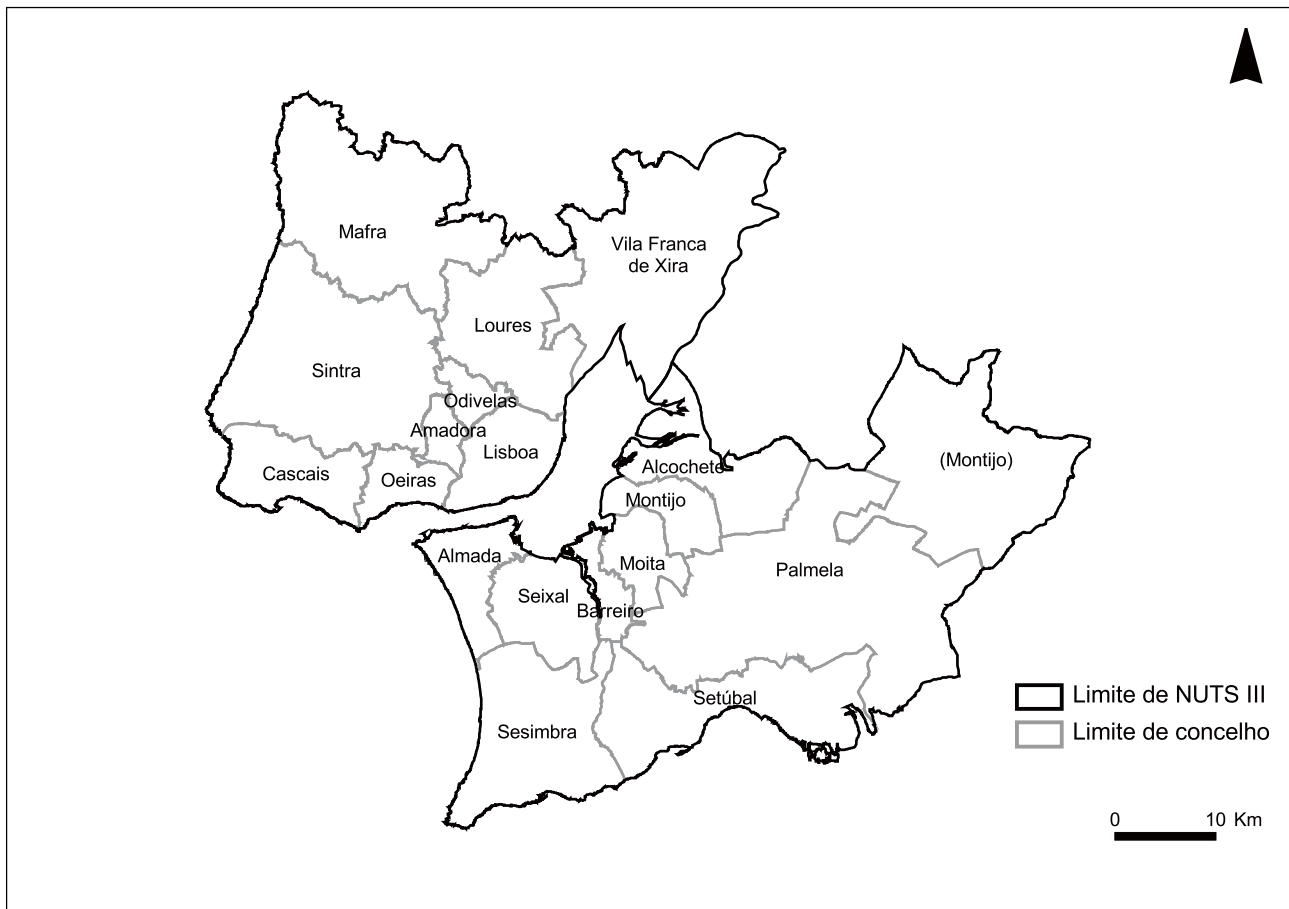 Mafra
Vila Franca
de Xira
Loures
Sintra
Odivelas
Amadora
Lisboa
Cascais
Oeiras
Alcochete
(Montijo)
Montijo
Almada
Moita
Palmela
Seixal
Barreiro
Setúbal
Sesimbra
Limite de NUTS III
Limite de concelho
0 10 Km